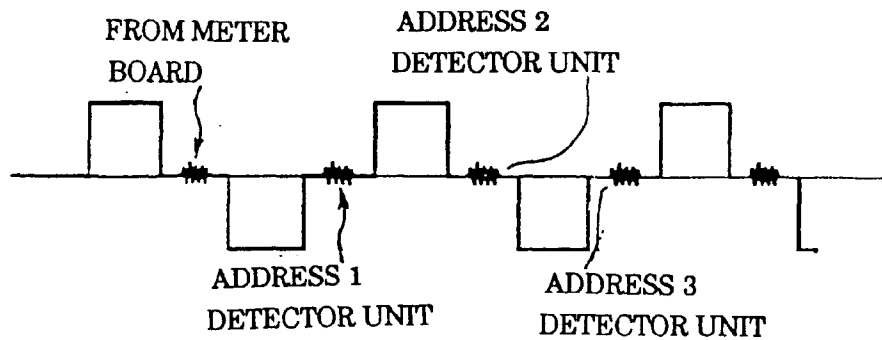 FROM METER
BOARD
ADDRESS 2
DETECTOR UNIT
ADDRESS 1
DETECTOR UNIT
ADDRESS 3
DETECTOR UNIT